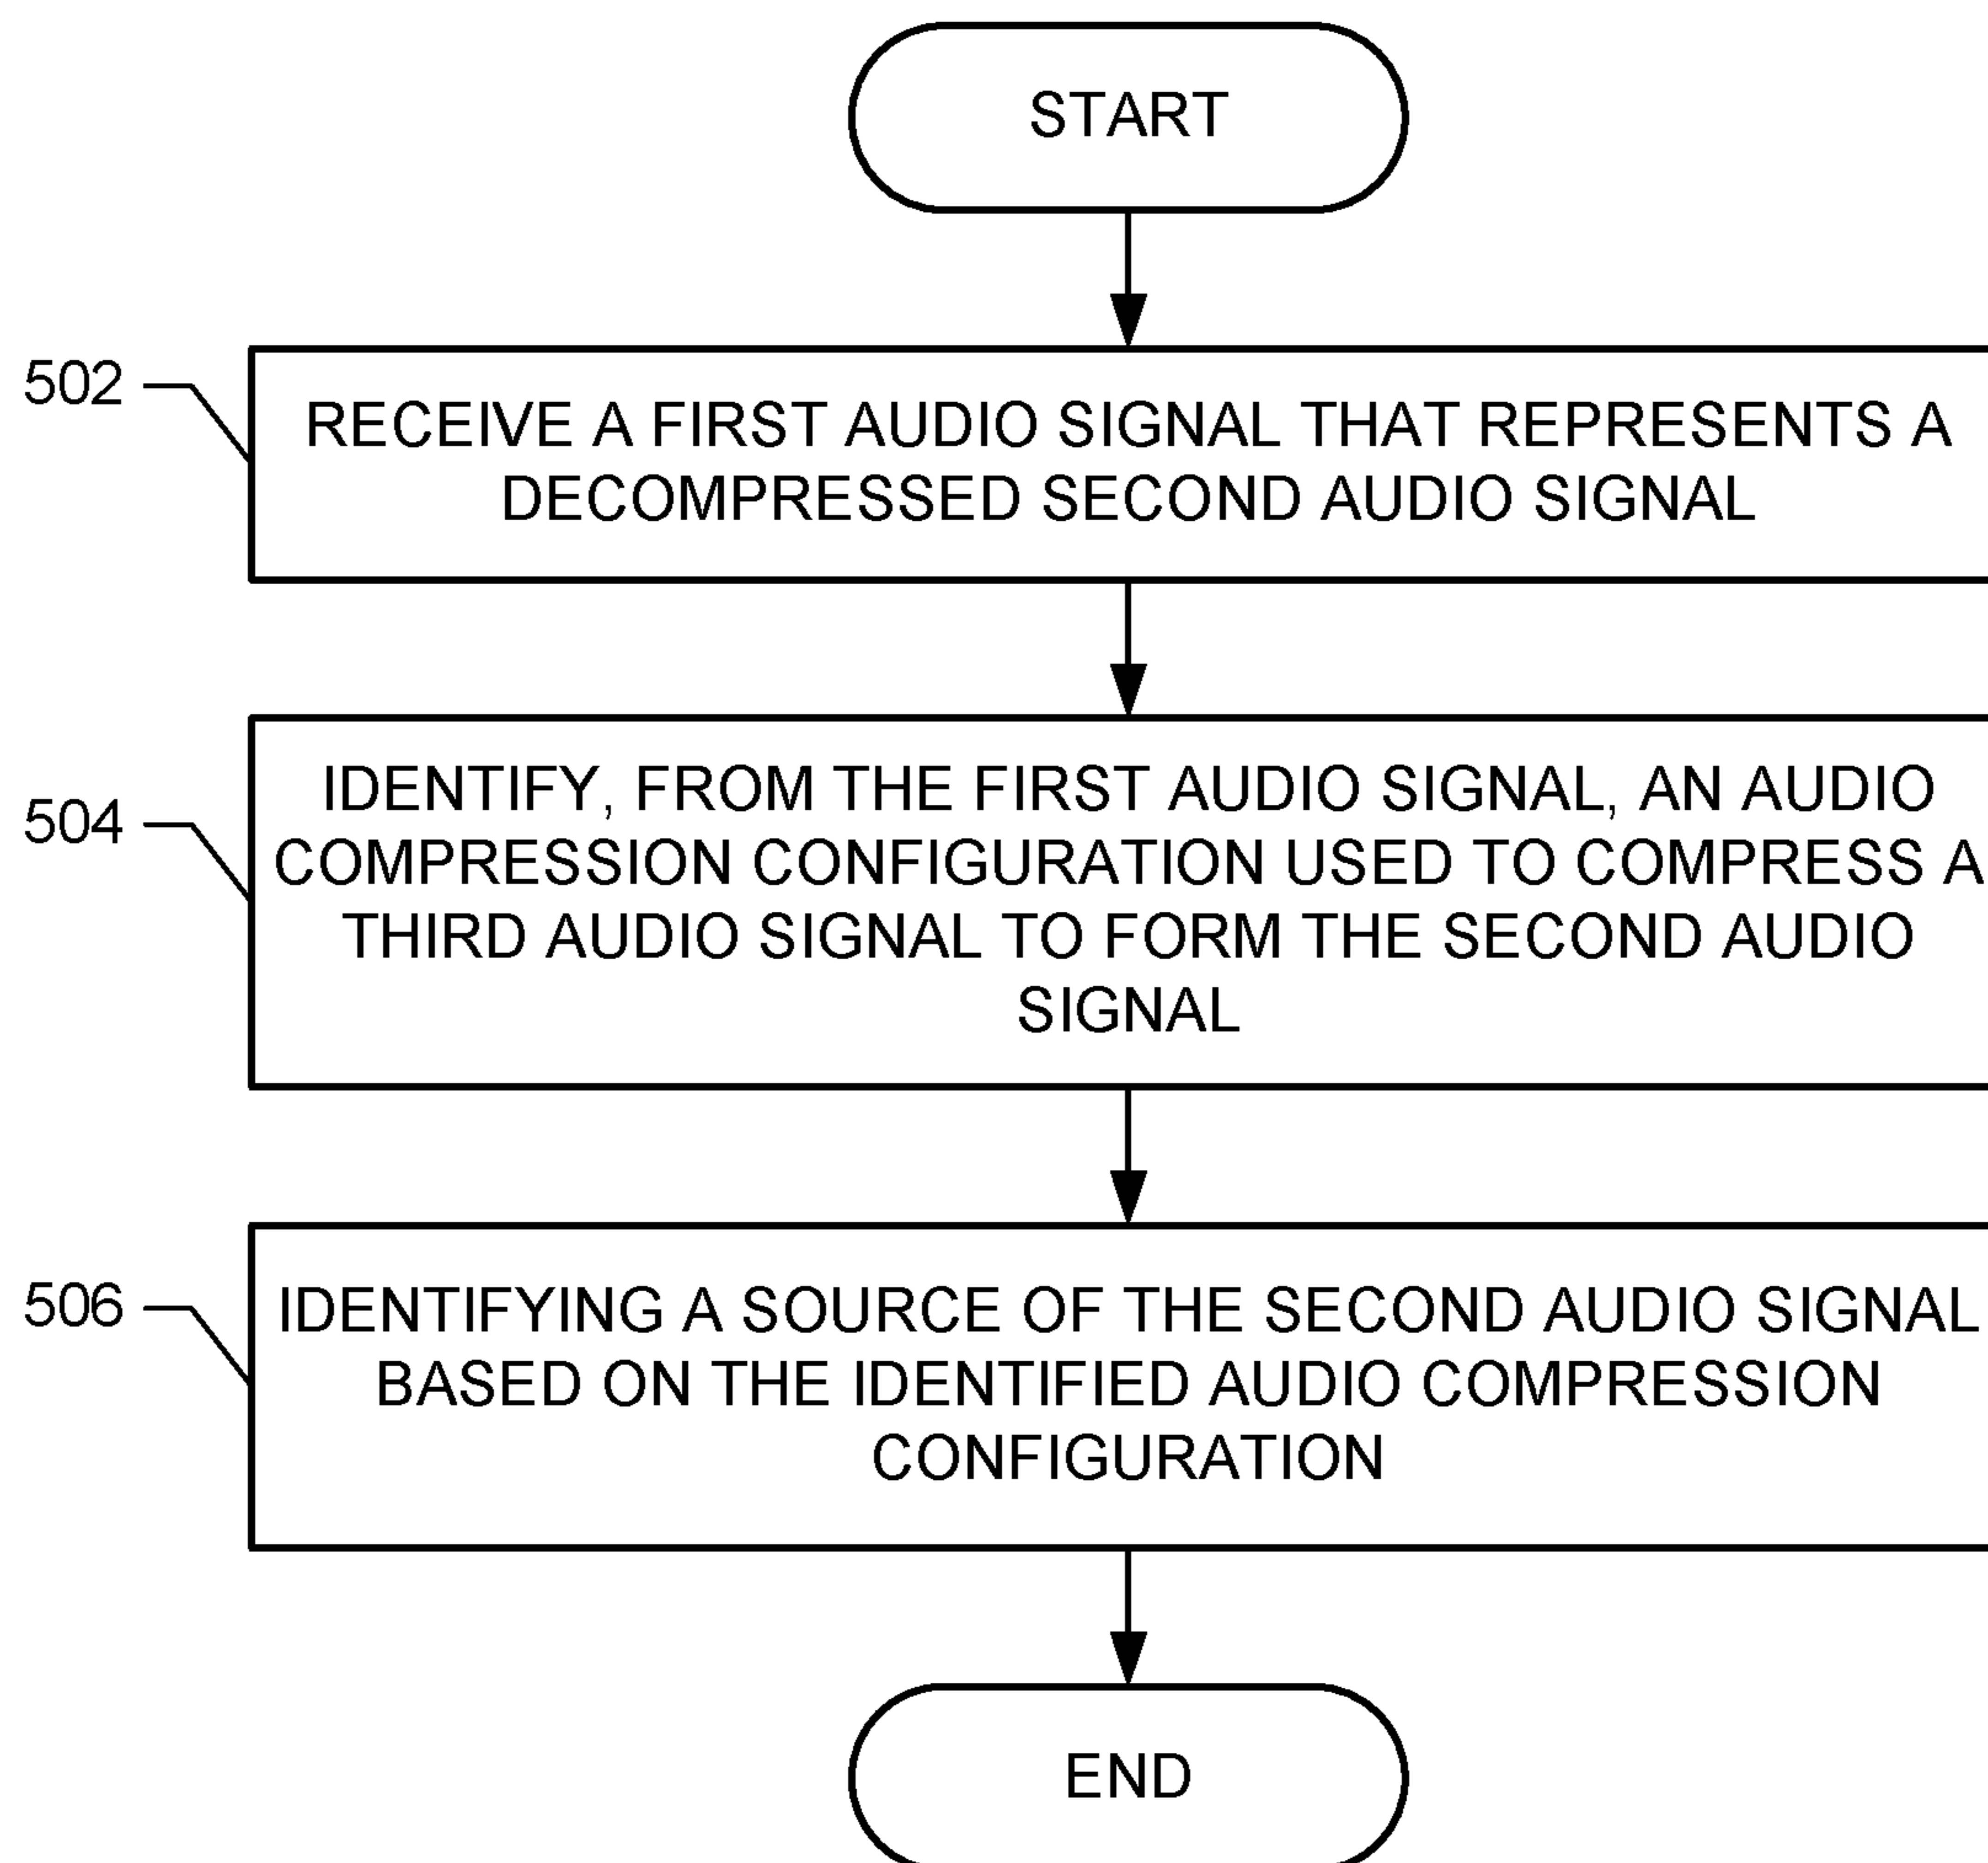 START
502
RECEIVE A FIRST AUDIO SIGNAL THAT REPRESENTS A
DECOMPRESSED SECOND AUDIO SIGNAL
504
IDENTIFY, FROM THE FIRST AUDIO SIGNAL, AN AUDIO
COMPRESSION CONFIGURATION USED TO COMPRESS A
THIRD AUDIO SIGNAL TO FORM THE SECOND AUDIO
SIGNAL
506
IDENTIFYING A SOURCE OF THE SECOND AUDIO SIGNAL
BASED ON THE IDENTIFIED AUDIO COMPRESSION
CONFIGURATION
END